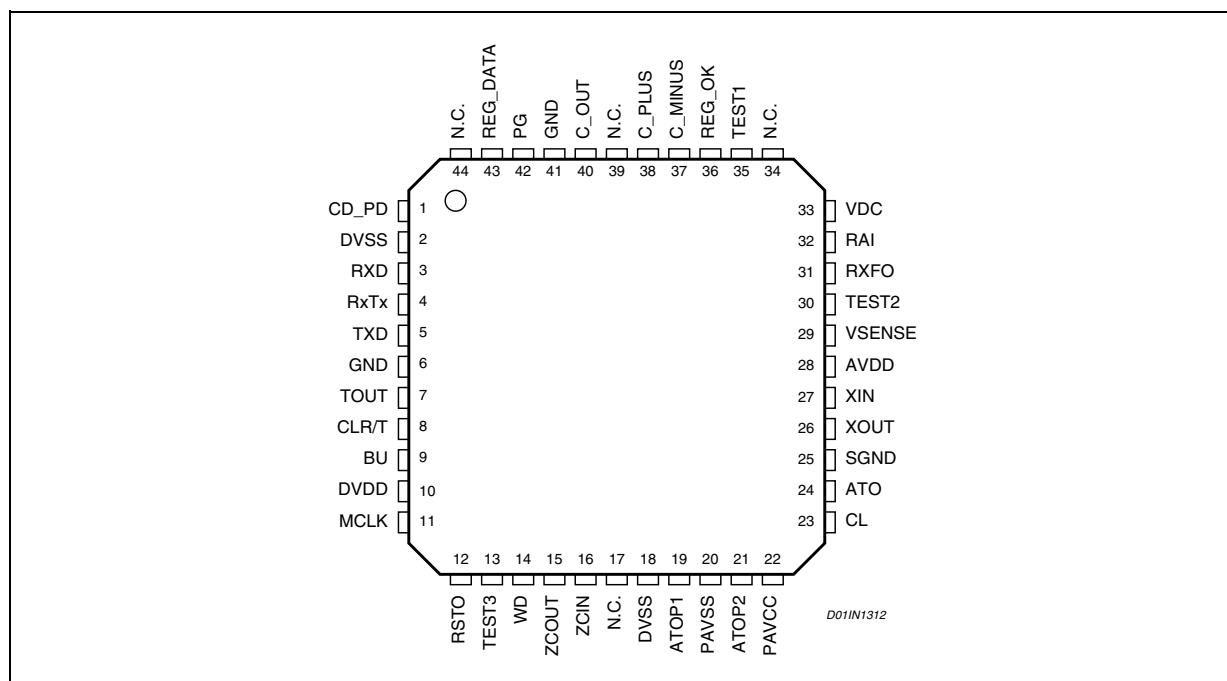 N.C.
REG_DATA
PG
GND
C_OUT
N.C.
C_PLUS
C_MINUS
REG_OK
TEST1
N.C.
44 43 42 41 40 39 38 37 36 35 34
CD_PD 1 33 VDC
DVSS 2 32 RAI
RXD 3 31 RXFO
RxTx 4 30 TEST2
TXD 5 29 VSENSE
GND 6 28 AVDD
TOUT 7 27 XIN
CLR/T 8 26 XOUT
BU 9 25 SGND
DVDD 10 24 ATO
MCLK 11 23 CL
12 13 14 15 16 17 18 19 20 21 22
RSTO
TEST3
WD
ZCOUT
ZCIN
N.C.
DVSS
ATOP1
PAVSS
ATOP2
PAVCC
D01IN1312